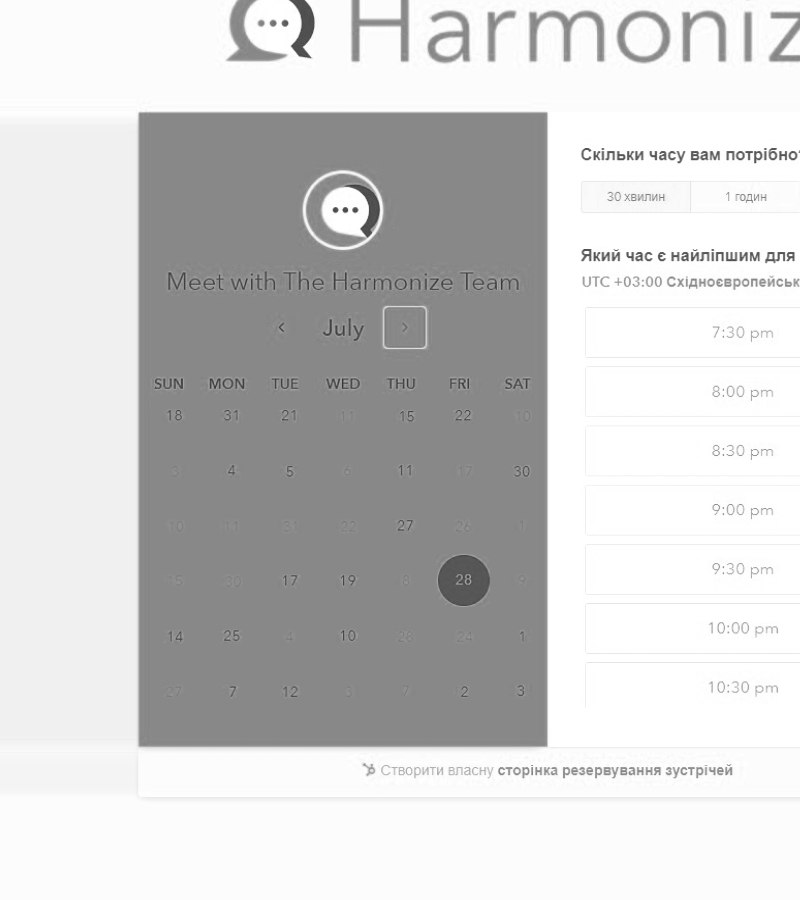 Harmoniz
Meet with The Harmonize Team
July
SUN MON TUE WED THU FRI SAT
18 31 21 11 15 22 10
3 4 5 6 11 17 30
10 11 31 22 27 26 1
15 30 17 19 8 28 9
14 25 4 10 26 24 1
27 7 12 3 7 2 3
Скільки часу вам потрібно?
30 хвилин 1 годин
Який час є найліпшим для
UTC +03:00 Східноєвропейськ
7:30 pm
8:00 pm
8:30 pm
9:00 pm
9:30 pm
10:00 pm
10:30 pm
Створити власну сторінка резервування зустрічей